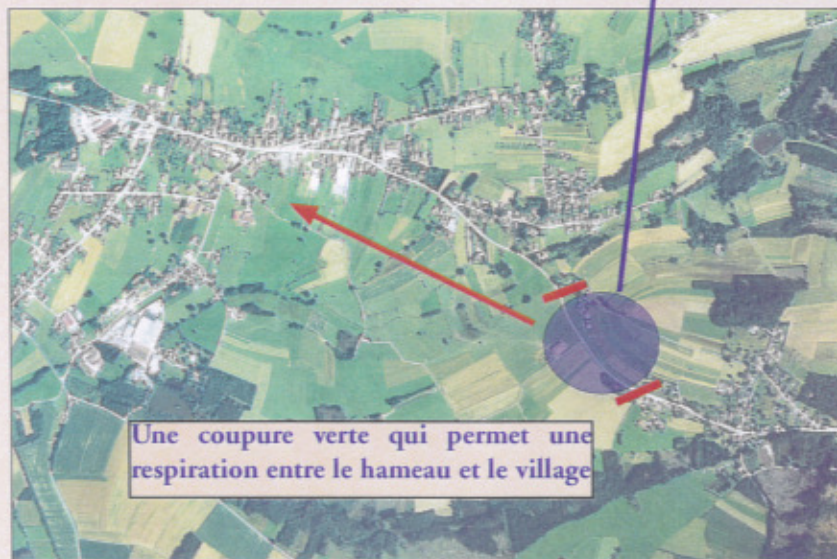 Une coupure verte qui permet une
respiration entre le hameau et le village